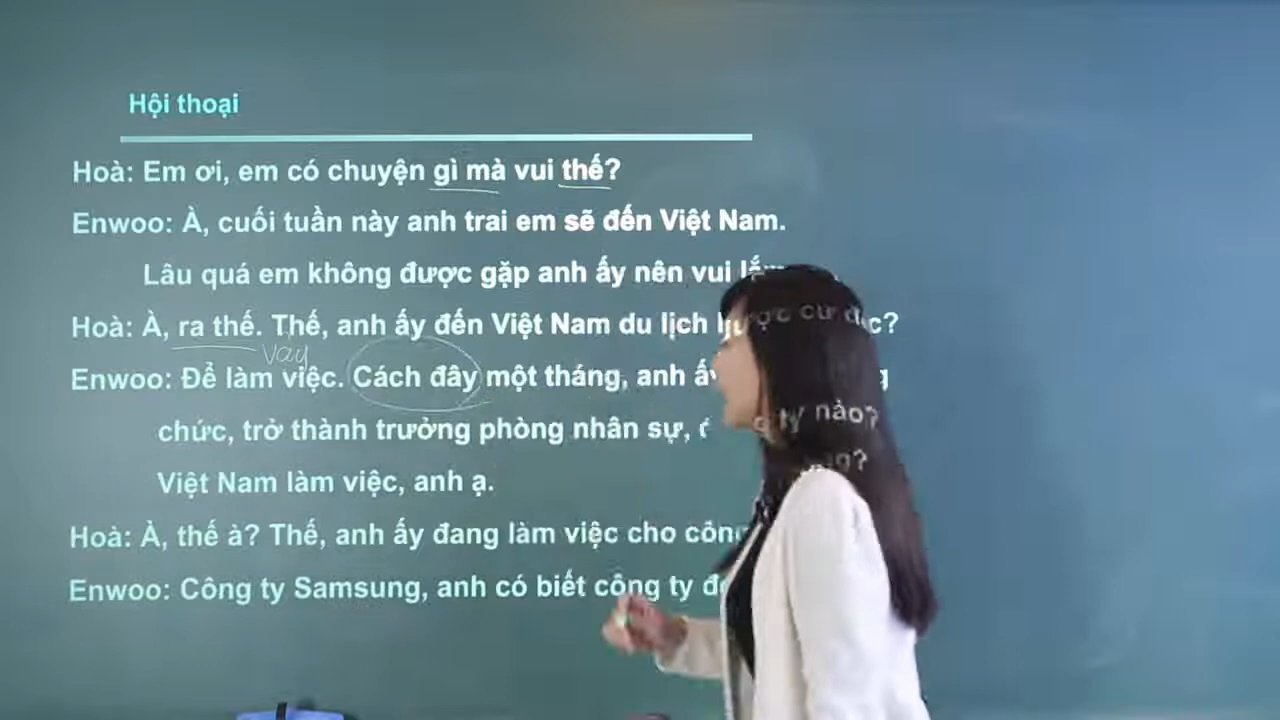 Hội thoại
Hoà: Em ơi, em có chuyện gì mà vui thế?
Enwoo: À, cuối tuần này anh trai em sẽ đến Việt Nam.
Lâu quá em không được gặp anh ấy nên vui
Hoà: À, ra thế. Thế, anh ấy đến Việt Nam du lịch
vậy
Enwoo: Để làm việc. Cách đây một tháng, anh
chức, trở thành trưởng phòng nhân sự,
Việt Nam làm việc, anh ạ.
Hoà: À, thế à? Thế, anh ấy đang làm việc cho công ty nào?
Enwoo: Công ty Samsung, anh có biết công ty